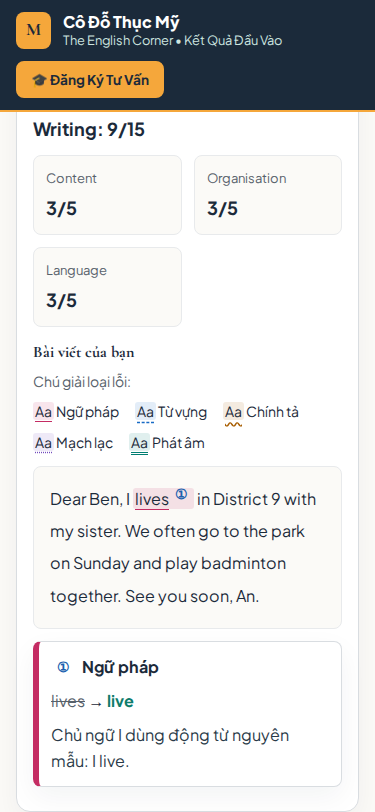 M
Cô Đỗ Thục Mỹ
The English Corner • Kết Quả Đầu Vào
🎓 Đăng Ký Tư Vấn
Writing: 9/15
Content
3/5
Organisation
3/5
Language
3/5
Bài viết của bạn
Chú giải loại lỗi:
Aa Ngữ pháp Aa Từ vựng Aa Chính tả
Aa Mạch lạc Aa Phát âm
Dear Ben, I lives ① in District 9 with
my sister. We often go to the park
on Sunday and play badminton
together. See you soon, An.
① Ngữ pháp
lives → live
Chủ ngữ I dùng động từ nguyên
mẫu: I live.